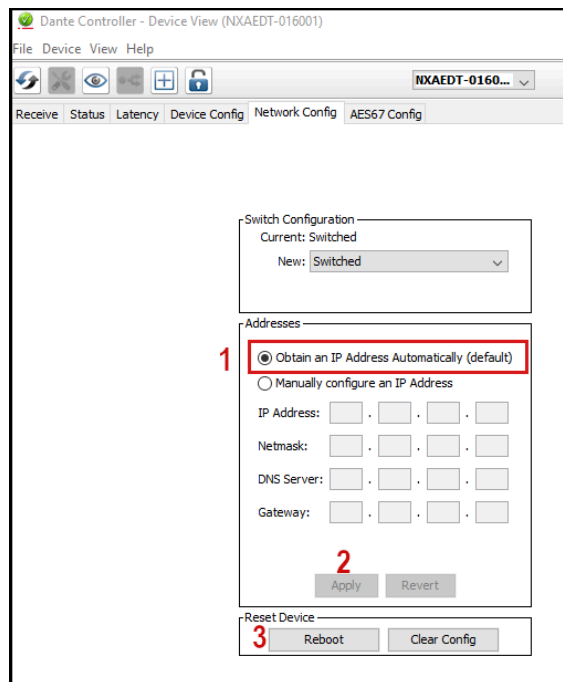 Dante Controller - Device View (NXAEDT-016001)
File Device View Help
NXAEDT-0160...
Receive Status Latency Device Config Network Config AES67 Config
Switch Configuration
Current: Switched
New: Switched
Addresses
1 Obtain an IP Address Automatically (default)
Manually configure an IP Address
IP Address: . . .
Netmask: . . .
DNS Server: . . .
Gateway: . . .
2
Apply Revert
Reset Device
3 Reboot Clear Config